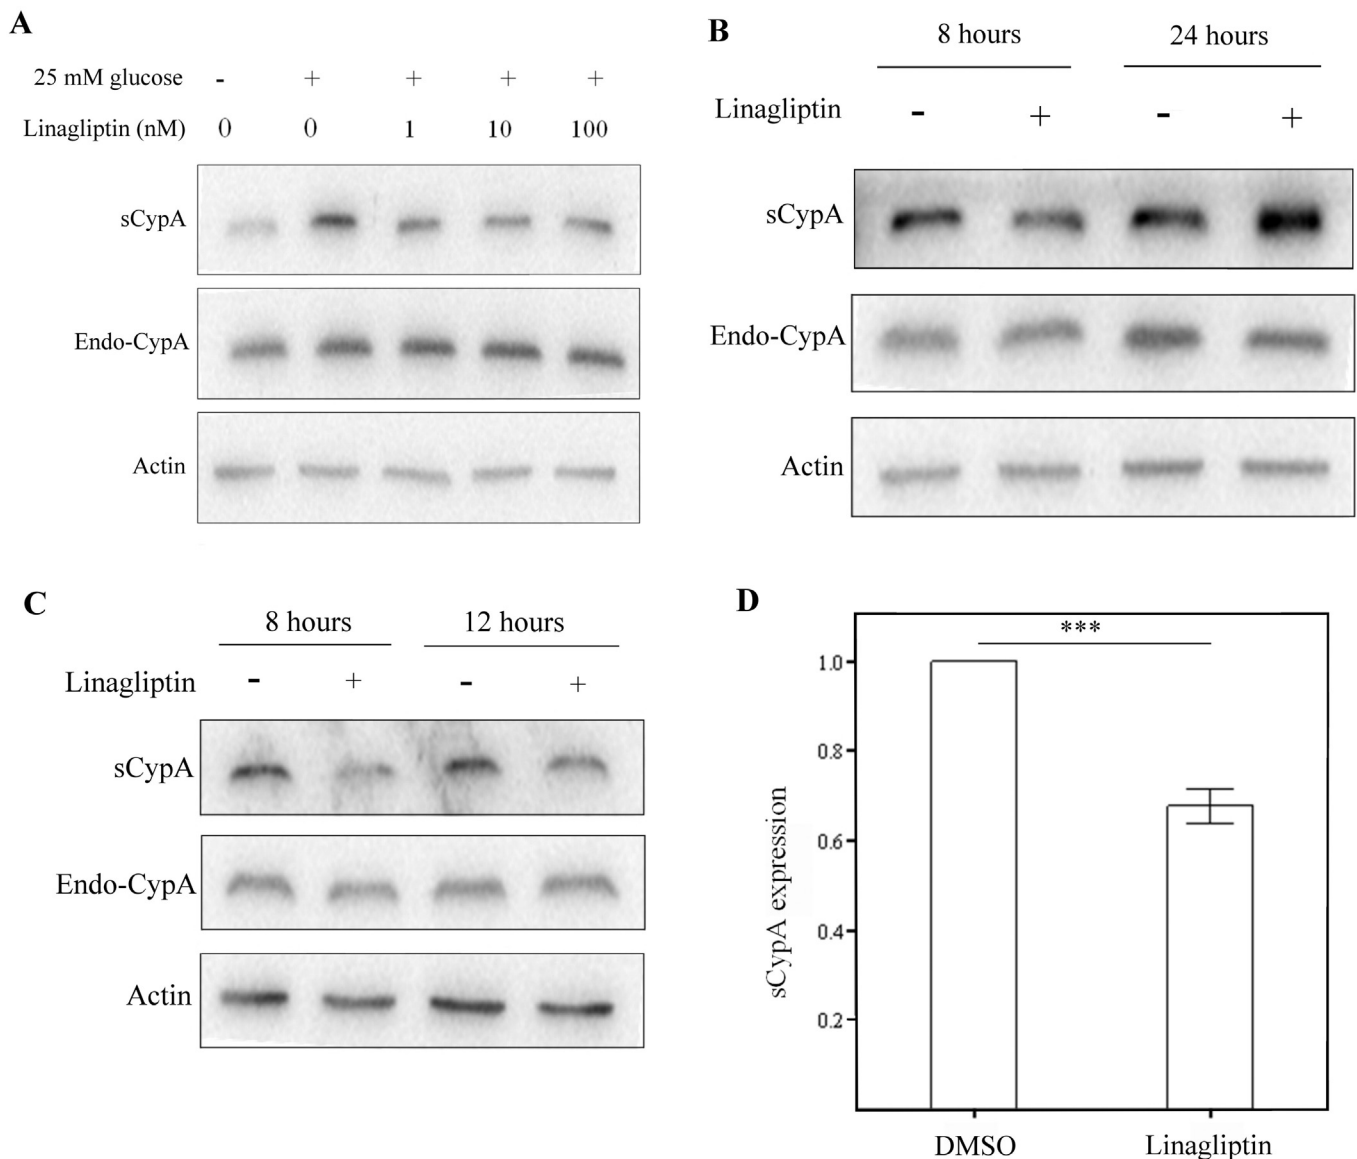 A
25 mM glucose - + + + +
Linagliptin (nM) 0 0 1 10 100
sCypA
Endo-CypA
Actin
B
8 hours 24 hours
Linagliptin - + - +
sCypA
Endo-CypA
Actin
C
8 hours 12 hours
Linagliptin - + - +
sCypA
Endo-CypA
Actin
D
***
1.0
0.8
0.6
0.4
0.2
sCypA expression
DMSO Linagliptin